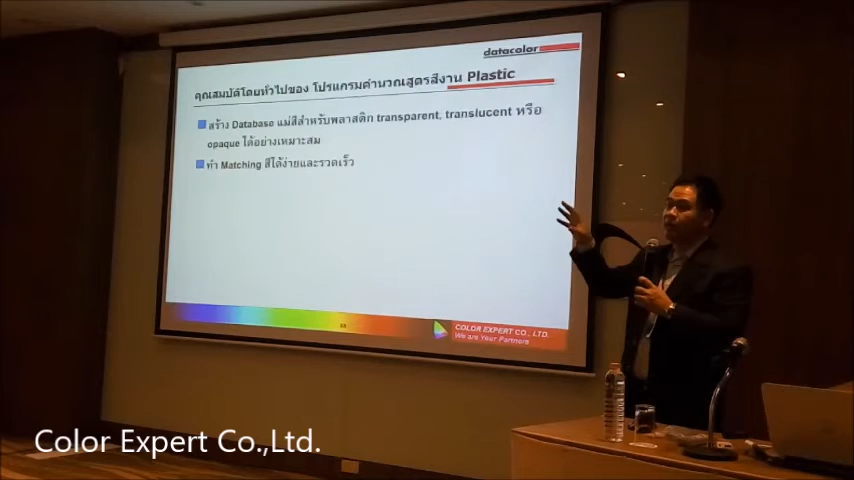 datacolor
คุณสมบัติโดยทั่วไปของ โปรแกรมคำนวณสูตรสีงาน Plastic
สร้าง Database แม่สีสำหรับพลาสติก transparent, translucent หรือ
opaque ได้อย่างเหมาะสม
ทำ Matching สีได้ง่ายและรวดเร็ว
COLOR EXPERT CO., LTD.
We are Your Partners
Color Expert Co.,Ltd.